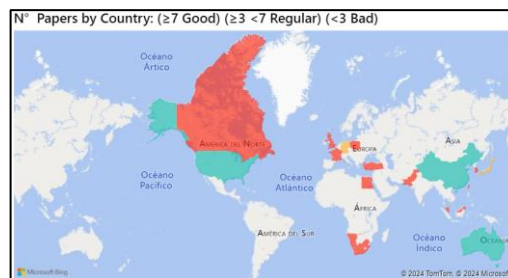 N° Papers by Country: (≥7 Good) (≥3 <7 Regular) (<3 Bad)
Océano
Ártico
AMÉRICA DEL NORTE
EUROPA
ASIA
Océano
Pacífico
Océano
Atlántico
ÁFRICA
AMÉRICA DEL SUR
Océano
Índico
Microsoft Bing
© 2024 TomTom, © 2024 Microsoft